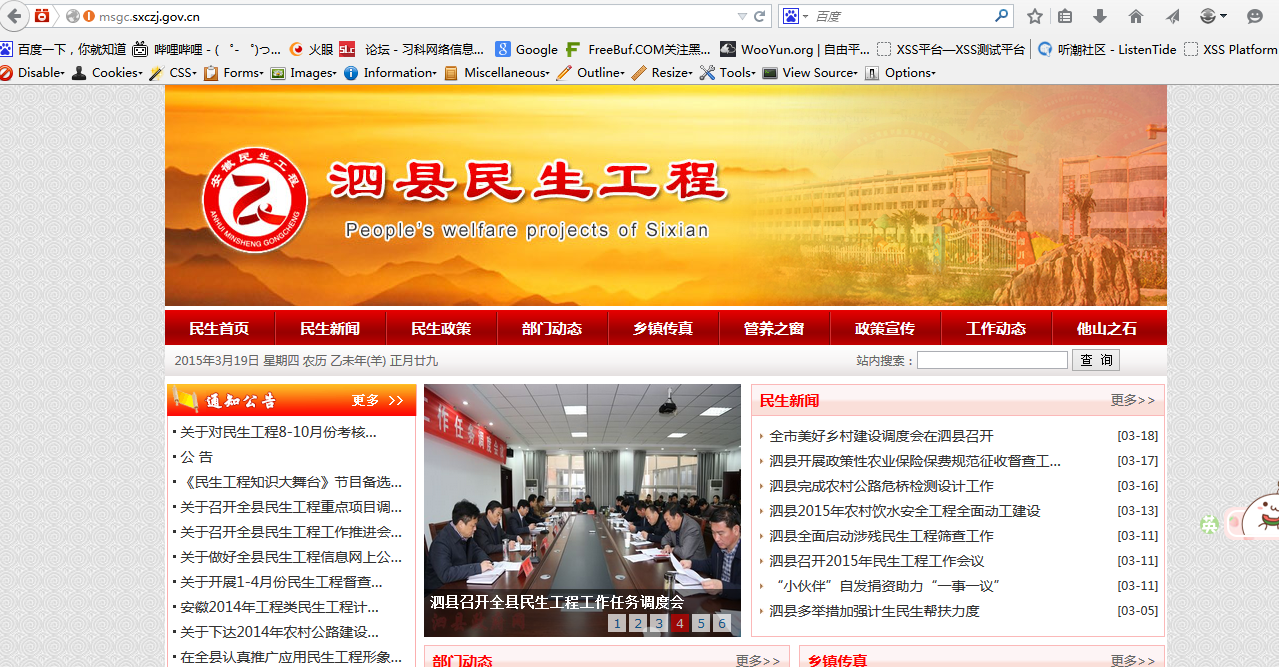 msgc.sxczj.gov.cn
百度
百度一下，你就知道 哔哩哔哩 - ( ゜- ゜)つ... 火眼 论坛 - 习科网络信息... Google FreeBuf.COM关注黑... WooYun.org | 自由平... XSS平台—XSS测试平台 听潮社区 - ListenTide XSS Platform
Disable Cookies CSS Forms Images Information Miscellaneous Outline Resize Tools View Source Options
安徽民生工程
ANHUI MINSHENG GONGCHENG
泗县民生工程
People's welfare projects of Sixian
民生首页 民生新闻 民生政策 部门动态 乡镇传真 管养之窗 政策宣传 工作动态 他山之石
2015年3月19日 星期四 农历 乙未年(羊) 正月廿九 站内搜索： 查 询
通知公告 更多 >>
关于对民生工程8-10月份考核...
公 告
《民生工程知识大舞台》节目备选...
关于召开全县民生工程重点项目调...
关于召开全县民生工程工作推进会...
关于做好全县民生工程信息网上公...
关于开展1-4月份民生工程督查...
安徽2014年工程类民生工程计...
关于下达2014年农村公路建设...
在全县认真推广应用民生工程形象...
工作任务调度会
泗县召开全县民生工程工作任务调度会
1 2 3 4 5 6
民生新闻 更多>>
全市美好乡村建设调度会在泗县召开 [03-18]
泗县开展政策性农业保险保费规范征收督查工... [03-17]
泗县完成农村公路危桥检测设计工作 [03-16]
泗县2015年农村饮水安全工程全面动工建设 [03-13]
泗县全面启动涉残民生工程筛查工作 [03-11]
泗县召开2015年民生工程工作会议 [03-11]
“小伙伴”自发捐资助力“一事一议” [03-11]
泗县多举措加强计生民生帮扶力度 [03-05]
部门动态 更多>>
乡镇传真 更多>>
英